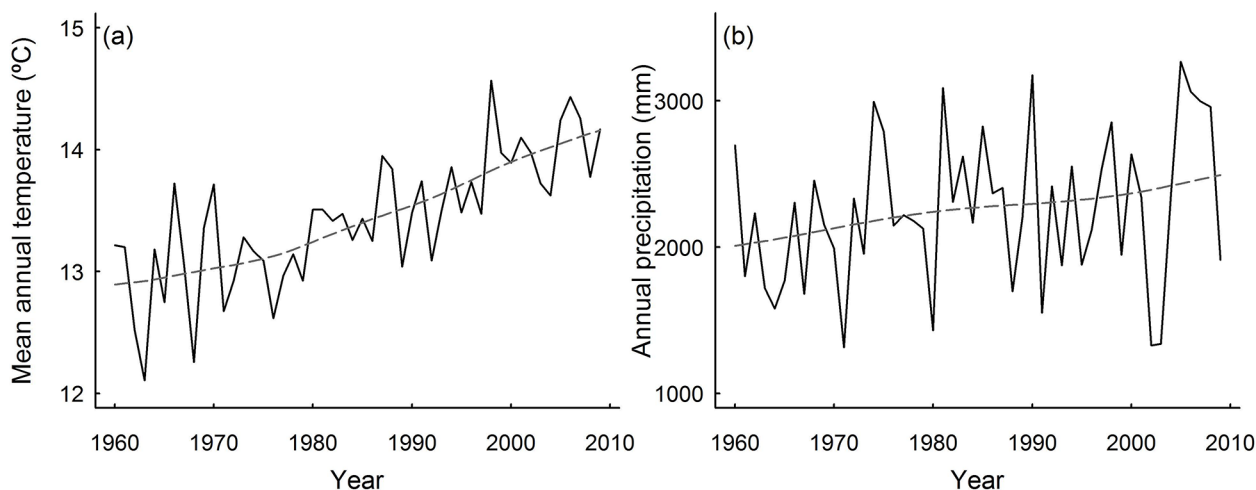 (a)
Mean annual temperature (ºC)
15
14
13
12
1960 1970 1980 1990 2000 2010
Year
(b)
Annual precipitation (mm)
3000
2000
1000
1960 1970 1980 1990 2000 2010
Year